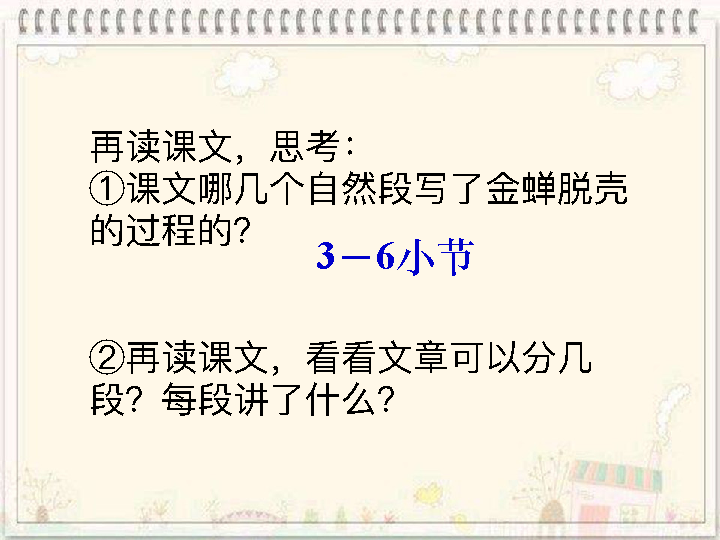 再读课文，思考：
①课文哪几个自然段写了金蝉脱壳
的过程的？
3－6小节
②再读课文，看看文章可以分几
段？每段讲了什么？